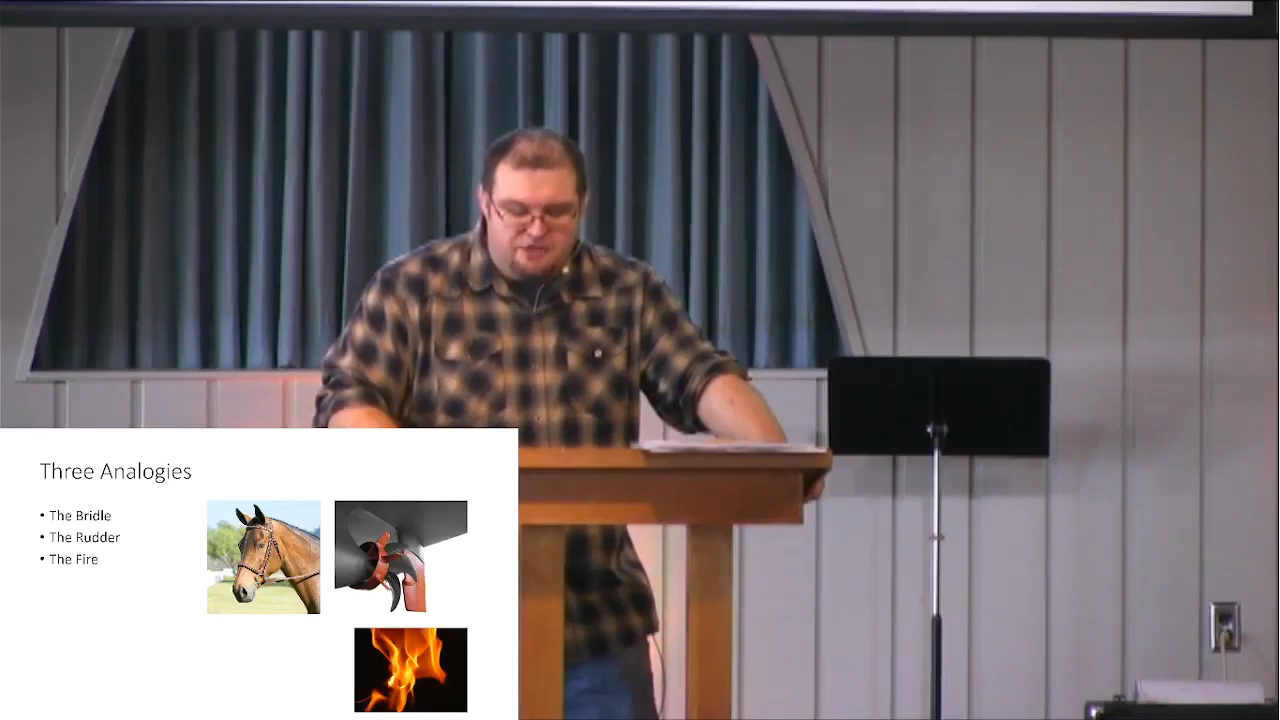 Three Analogies
• The Bridle
• The Rudder
• The Fire